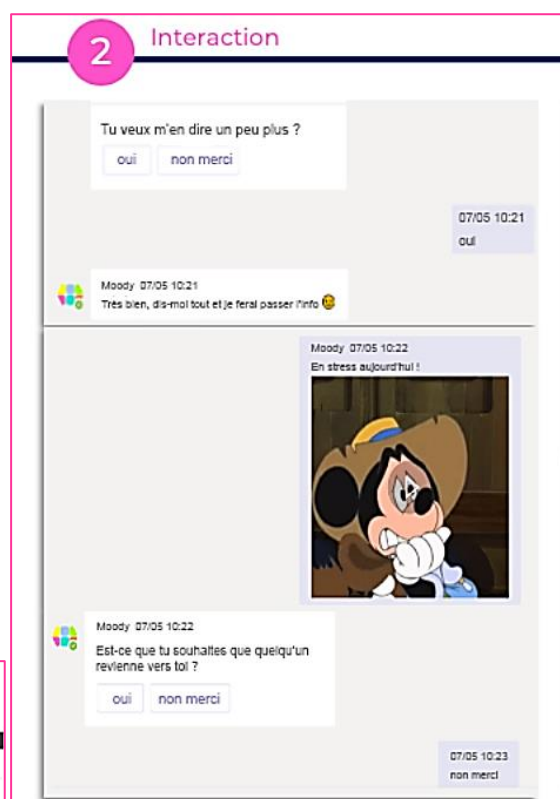 2
Interaction
Tu veux m'en dire un peu plus ?
oui non merci
07/05 10:21
oui
Moody 07/05 10:21
Très bien, dis-moi tout et je ferai passer l'info
Moody 07/05 10:22
En stress aujourd'hui !
Moody 07/05 10:22
Est-ce que tu souhaites que quelqu'un
revienne vers toi ?
oui non merci
07/05 10:23
non merci